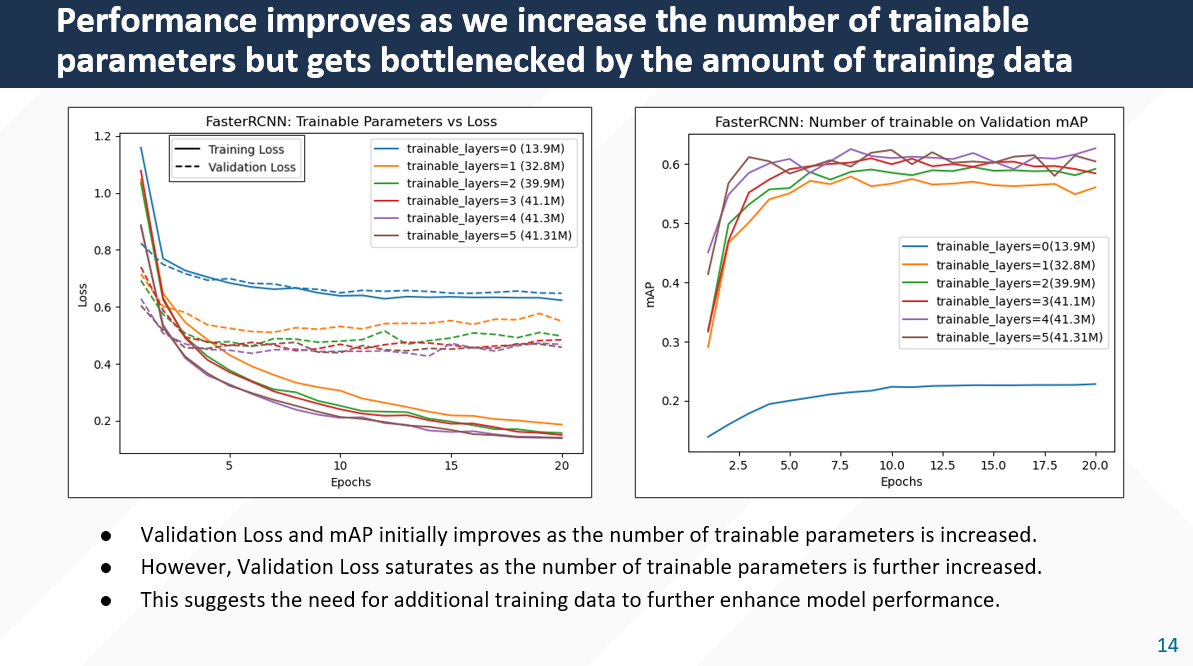 Performance improves as we increase the number of trainable
parameters but gets bottlenecked by the amount of training data
FasterRCNN: Trainable Parameters vs Loss
Training Loss
Validation Loss
trainable_layers=0 (13.9M)
trainable_layers=1 (32.8M)
trainable_layers=2 (39.9M)
trainable_layers=3 (41.1M)
trainable_layers=4 (41.3M)
trainable_layers=5 (41.31M)
1.2
1.0
0.8
0.6
0.4
0.2
Loss
5
10
15
20
Epochs
FasterRCNN: Number of trainable on Validation mAP
0.6
0.5
0.4
0.3
0.2
mAP
trainable_layers=0(13.9M)
trainable_layers=1(32.8M)
trainable_layers=2(39.9M)
trainable_layers=3(41.1M)
trainable_layers=4(41.3M)
trainable_layers=5(41.31M)
2.5
5.0
7.5
10.0
12.5
15.0
17.5
20.0
Epochs
● Validation Loss and mAP initially improves as the number of trainable parameters is increased.
● However, Validation Loss saturates as the number of trainable parameters is further increased.
● This suggests the need for additional training data to further enhance model performance.
14